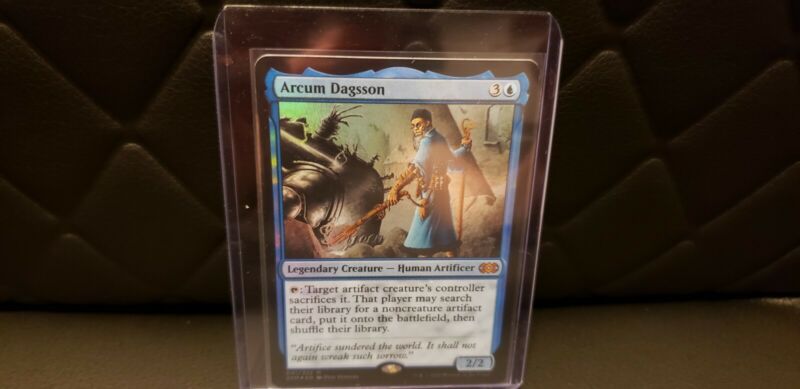 Arcum Dagsson 3
Legendary Creature — Human Artificer
: Target artifact creature's controller
sacrifices it. That player may search
their library for a noncreature artifact
card, put it onto the battlefield, then
shuffle their library.
"Artifice sundered the world. It shall not
again wreak such sorrow."
2/2